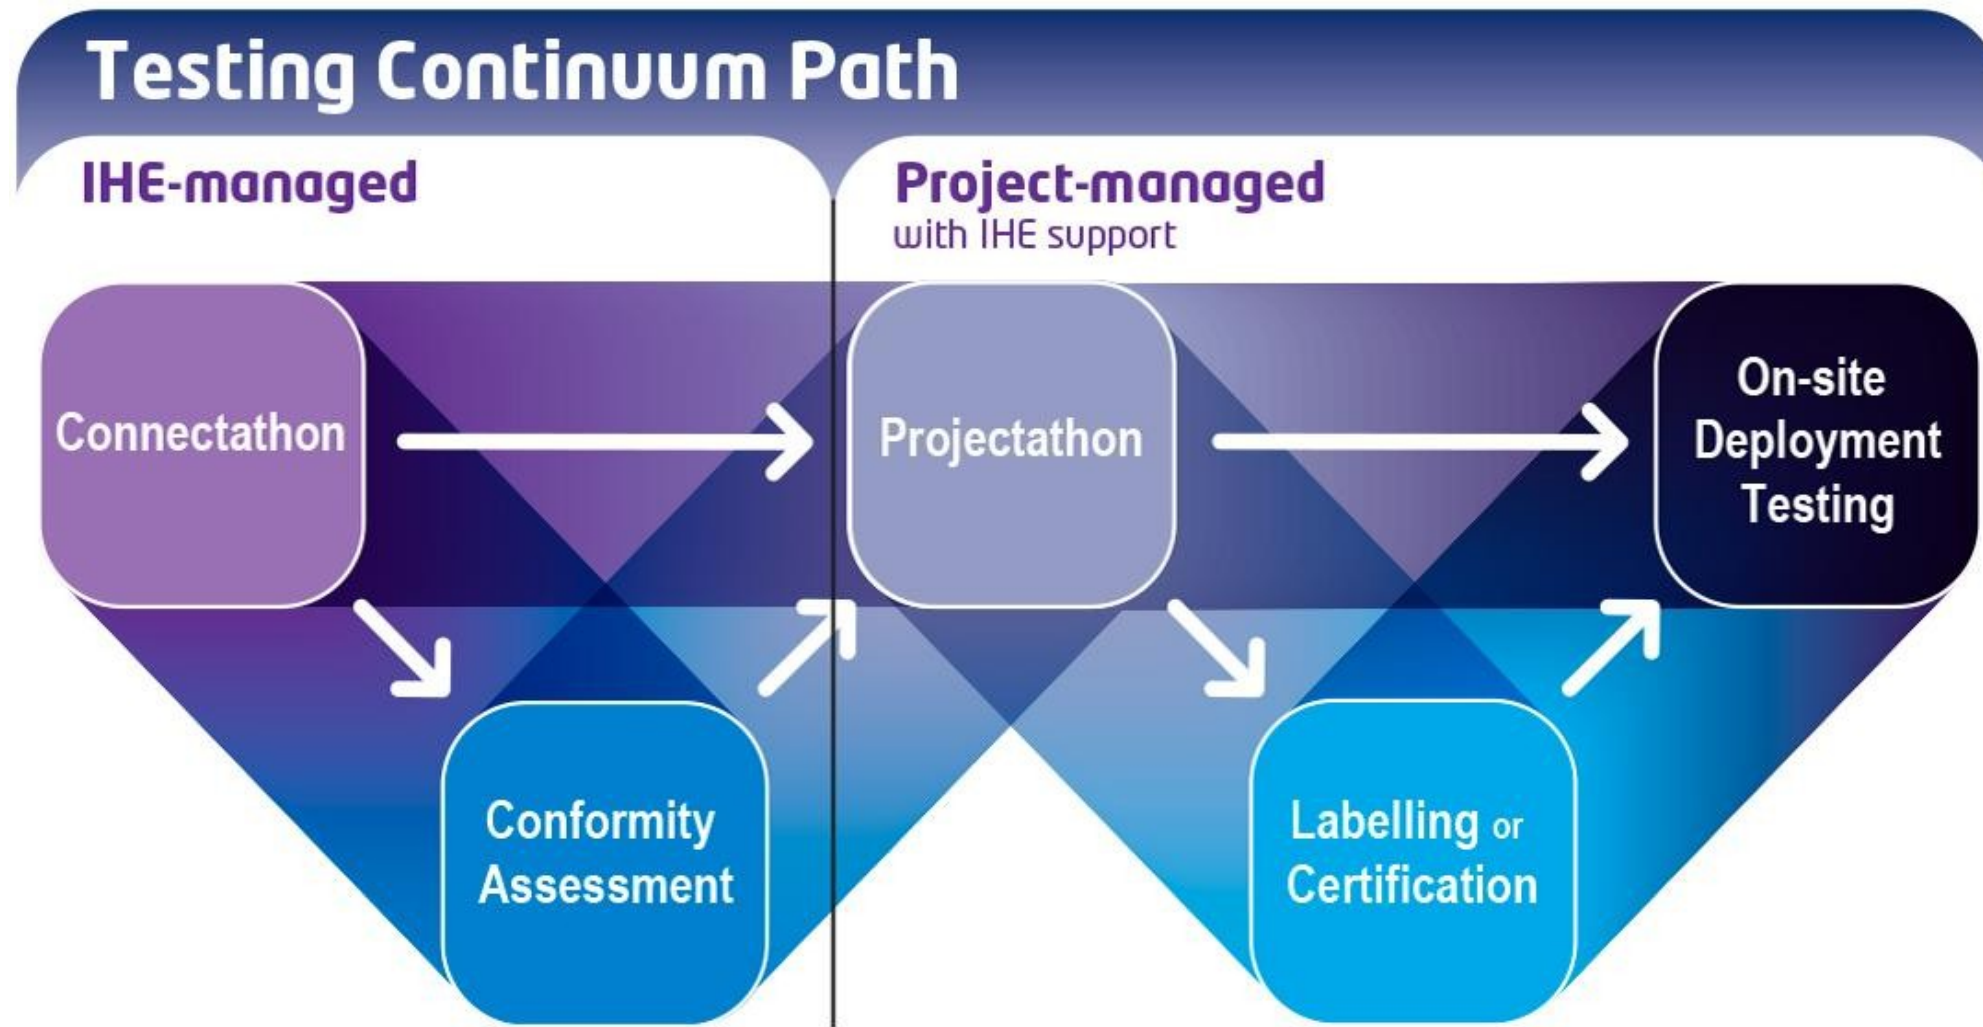 Testing Continuum Path
IHE-managed
Project-managed
with IHE support
Connectathon
Projectathon
On-site
Deployment
Testing
Conformity
Assessment
Labelling or
Certification